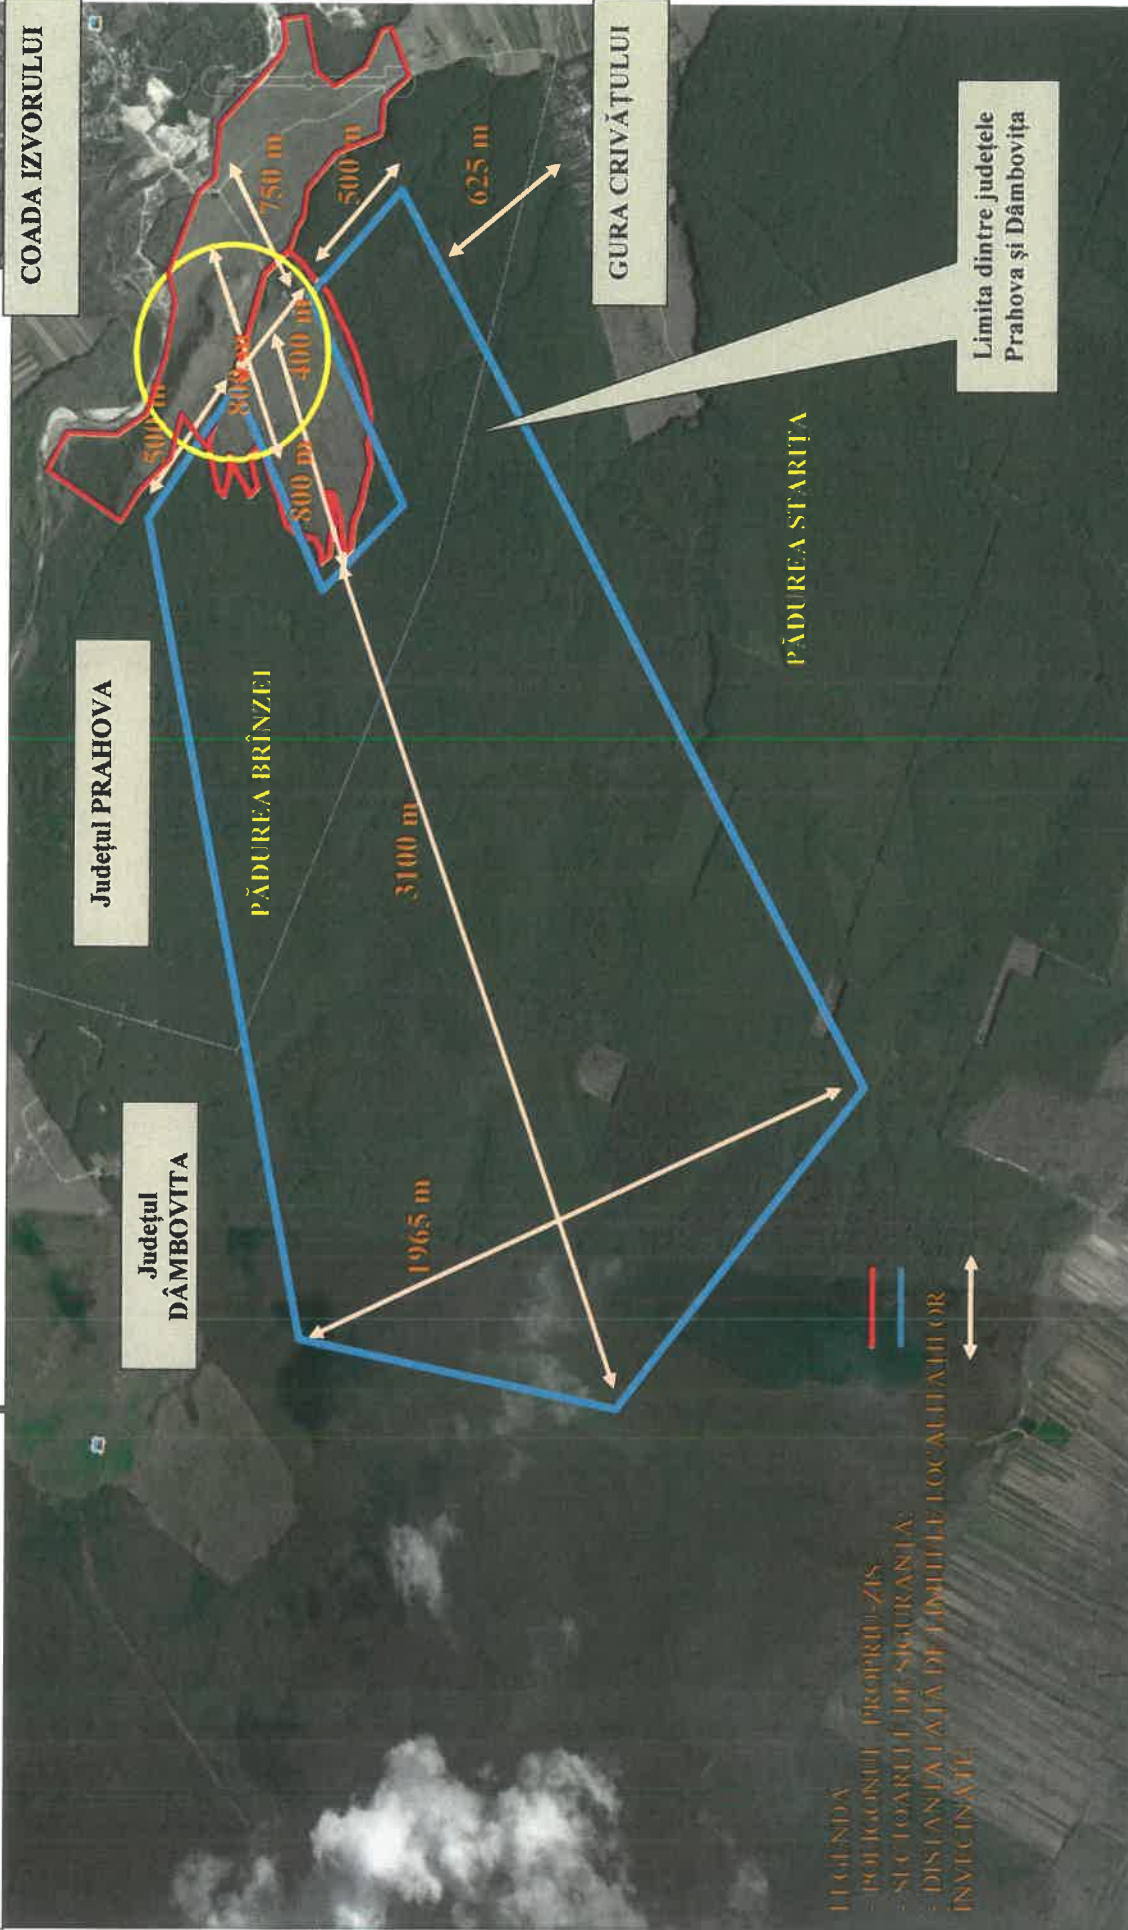 COADA IZVORULUI
Județul PRAHOVA
Județul
DÂMBOVITA
750 m
500 m
625 m
500 m
400 m
800 m
GURA CRIVĂȚULUI
PĂDUREA BRÎNZEI
3100 m
1965 m
PĂDUREA STARIȚA
Limita dintre județele
Prahova și Dâmbovița
LEGENDA
- POLIGONUL PROPRIU-ZIS
- SECTOARELE DE SIGURANȚĂ
- DISTANȚA FAȚĂ DE LIMITELE LOCALITĂȚILOR
ÎNVECINATE